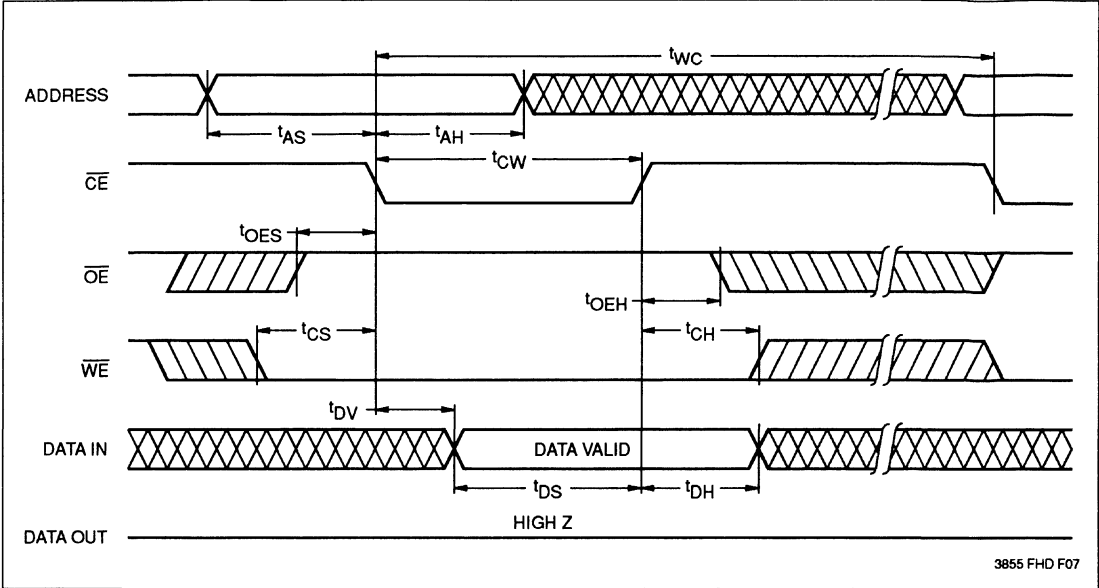 tWC
ADDRESS
tAS
tAH
tCW
CE
tOES
OE
tOEH
tCS
tCH
WE
tDV
DATA IN
DATA VALID
tDS
tDH
HIGH Z
DATA OUT
3855 FHD F07